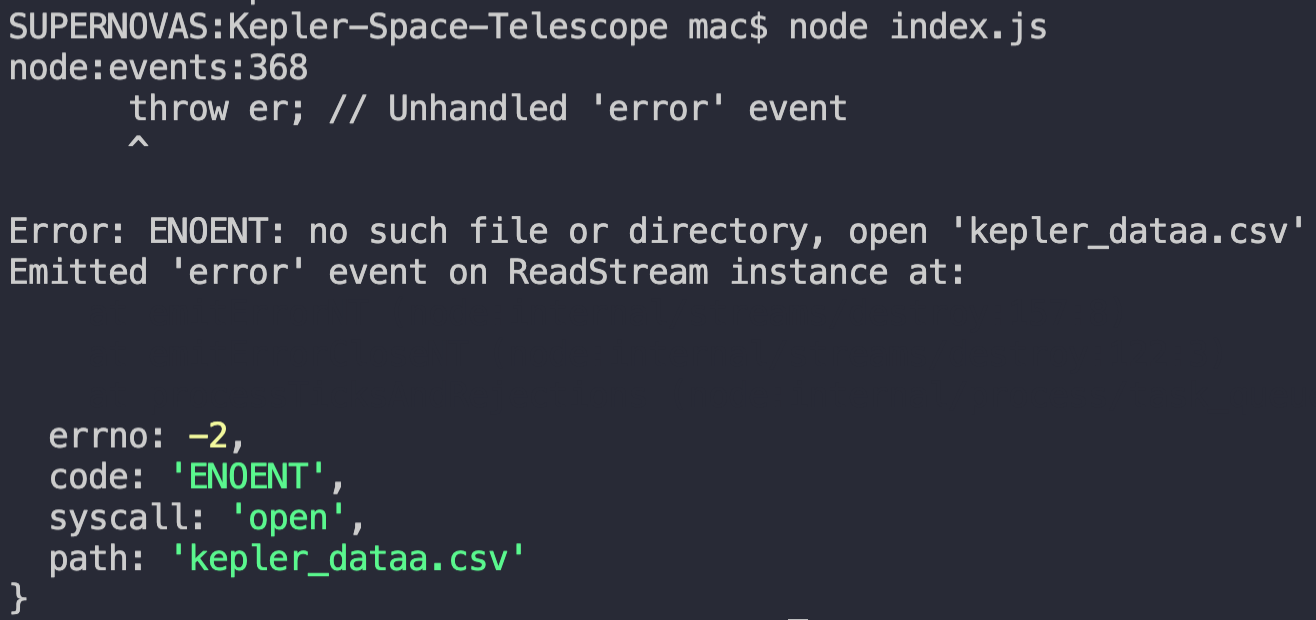 SUPERNOVAS:Kepler-Space-Telescope mac$ node index.js
node:events:368
      throw er; // Unhandled 'error' event
      ^
Error: ENOENT: no such file or directory, open 'kepler_dataa.csv'
Emitted 'error' event on ReadStream instance at:
  errno: -2,
  code: 'ENOENT',
  syscall: 'open',
  path: 'kepler_dataa.csv'
}